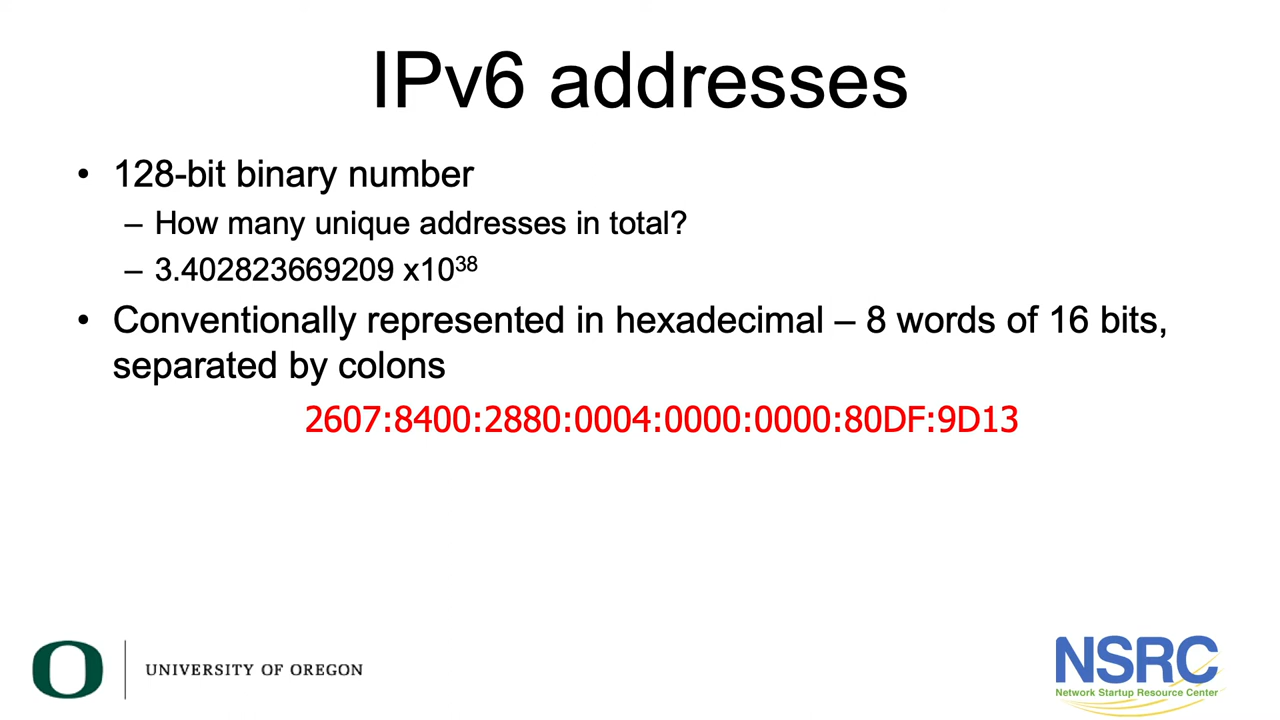 IPv6 addresses
• 128-bit binary number
– How many unique addresses in total?
– 3.402823669209 x10³⁸
• Conventionally represented in hexadecimal – 8 words of 16 bits,
separated by colons
2607:8400:2880:0004:0000:0000:80DF:9D13
O
UNIVERSITY OF OREGON
NSRC
Network Startup Resource Center